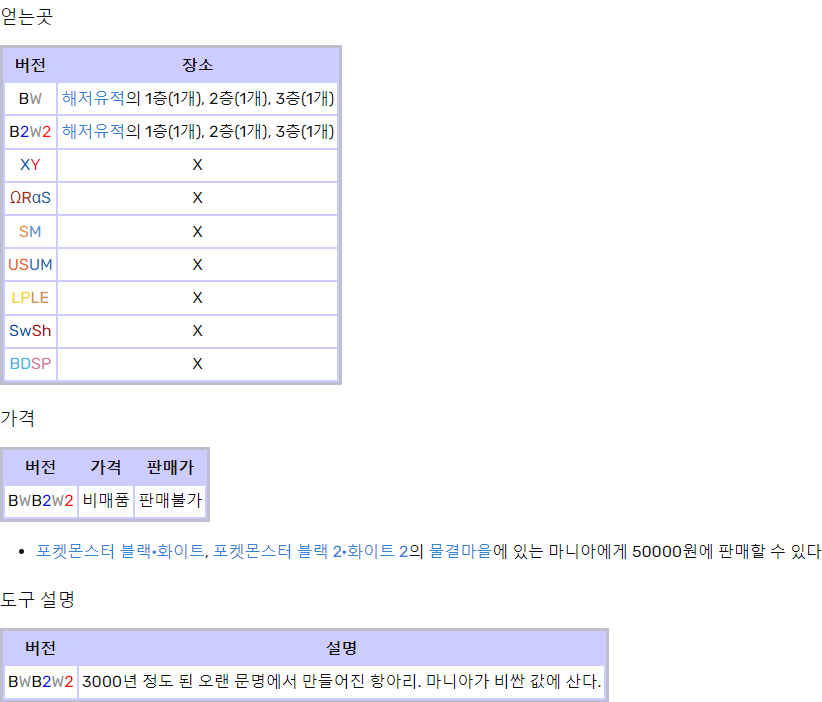 얻는곳
버전 장소
BW 해저유적의 1층(1개), 2층(1개), 3층(1개)
B2W2 해저유적의 1층(1개), 2층(1개), 3층(1개)
XY X
ΩRαS X
SM X
USUM X
LPLE X
SwSh X
BDSP X
가격
버전 가격 판매가
BWB2W2 비매품 판매불가
• 포켓몬스터 블랙·화이트, 포켓몬스터 블랙 2·화이트 2의 물결마을에 있는 마니아에게 50000원에 판매할 수 있다
도구 설명
버전 설명
BWB2W2 3000년 정도 된 오랜 문명에서 만들어진 항아리. 마니아가 비싼 값에 산다.